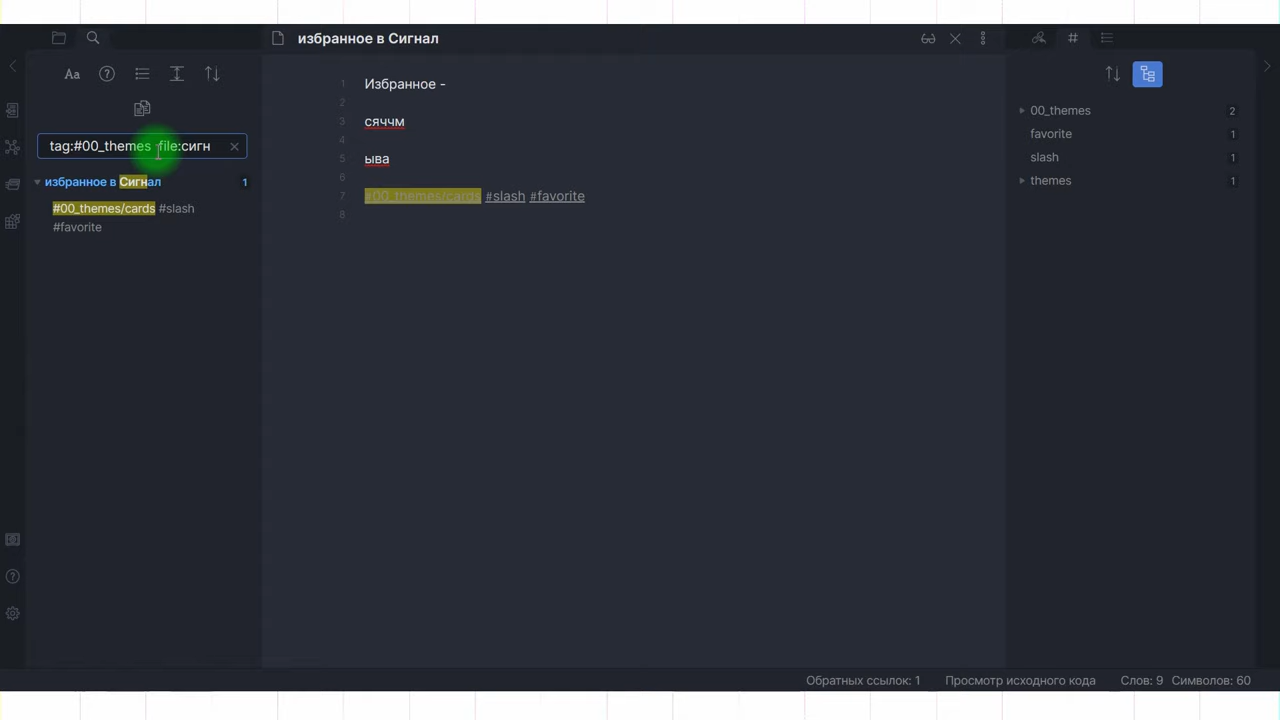 избранное в Сигнал
Aa
tag:#00_themes file:сигн
избранное в Сигнал 1
#00_themes/cards #slash
#favorite
1 Избранное -
2
3 сяччм
4
5 ыва
6
7 #00_themes/cards #slash #favorite
8
00_themes 2
favorite 1
slash 1
themes 1
Обратных ссылок: 1 Просмотр исходного кода Слов: 9 Символов: 60